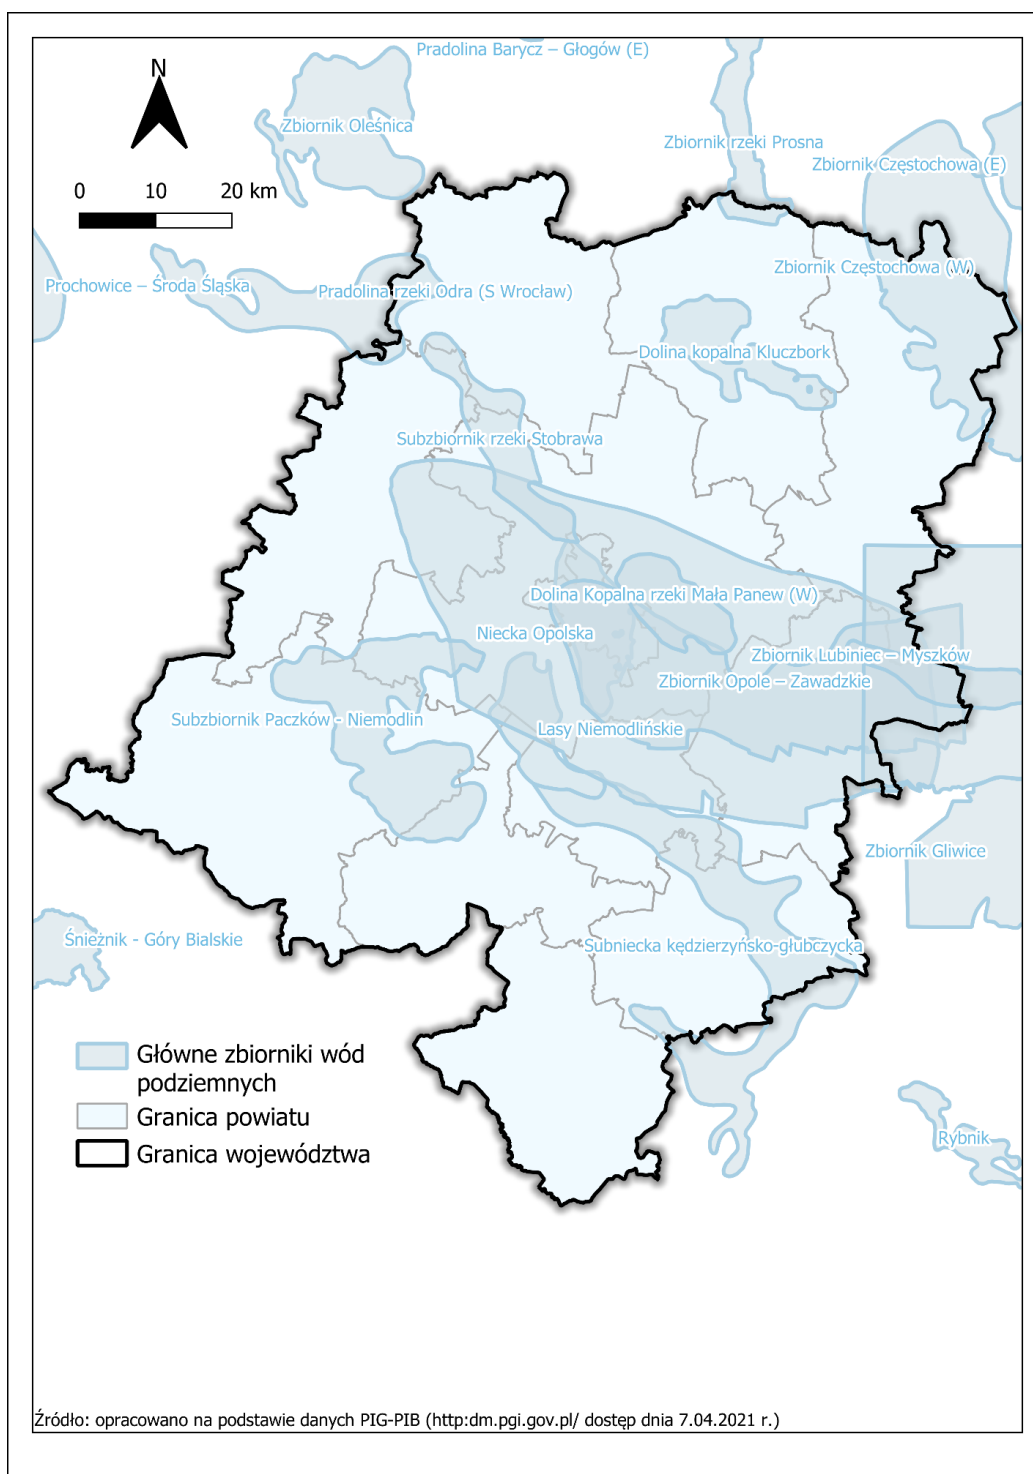 Pradolina Barycz – Głogów (E)
N
Zbiornik Oleśnica
Zbiornik rzeki Prosna
Zbiornik Częstochowa (E)
0 10 20 km
Zbiornik Częstochowa (W)
Prochowice – Środa Śląska
Pradolina rzeki Odra (S Wrocław)
Dolina kopalna Kluczbork
Subzbiornik rzeki Stobrawa
Dolina Kopalna rzeki Mała Panew (W)
Niecka Opolska
Zbiornik Lubiniec – Myszków
Zbiornik Opole – Zawadzkie
Subzbiornik Paczków - Niemodlin
Lasy Niemodlińskie
Zbiornik Gliwice
Śnieżnik - Góry Bialskie
Subniecka kędzierzyńsko-głubczycka
Główne zbiorniki wód
podziemnych
Granica powiatu
Granica województwa
Rybnik
Źródło: opracowano na podstawie danych PIG-PIB (http:dm.pgi.gov.pl/ dostęp dnia 7.04.2021 r.)